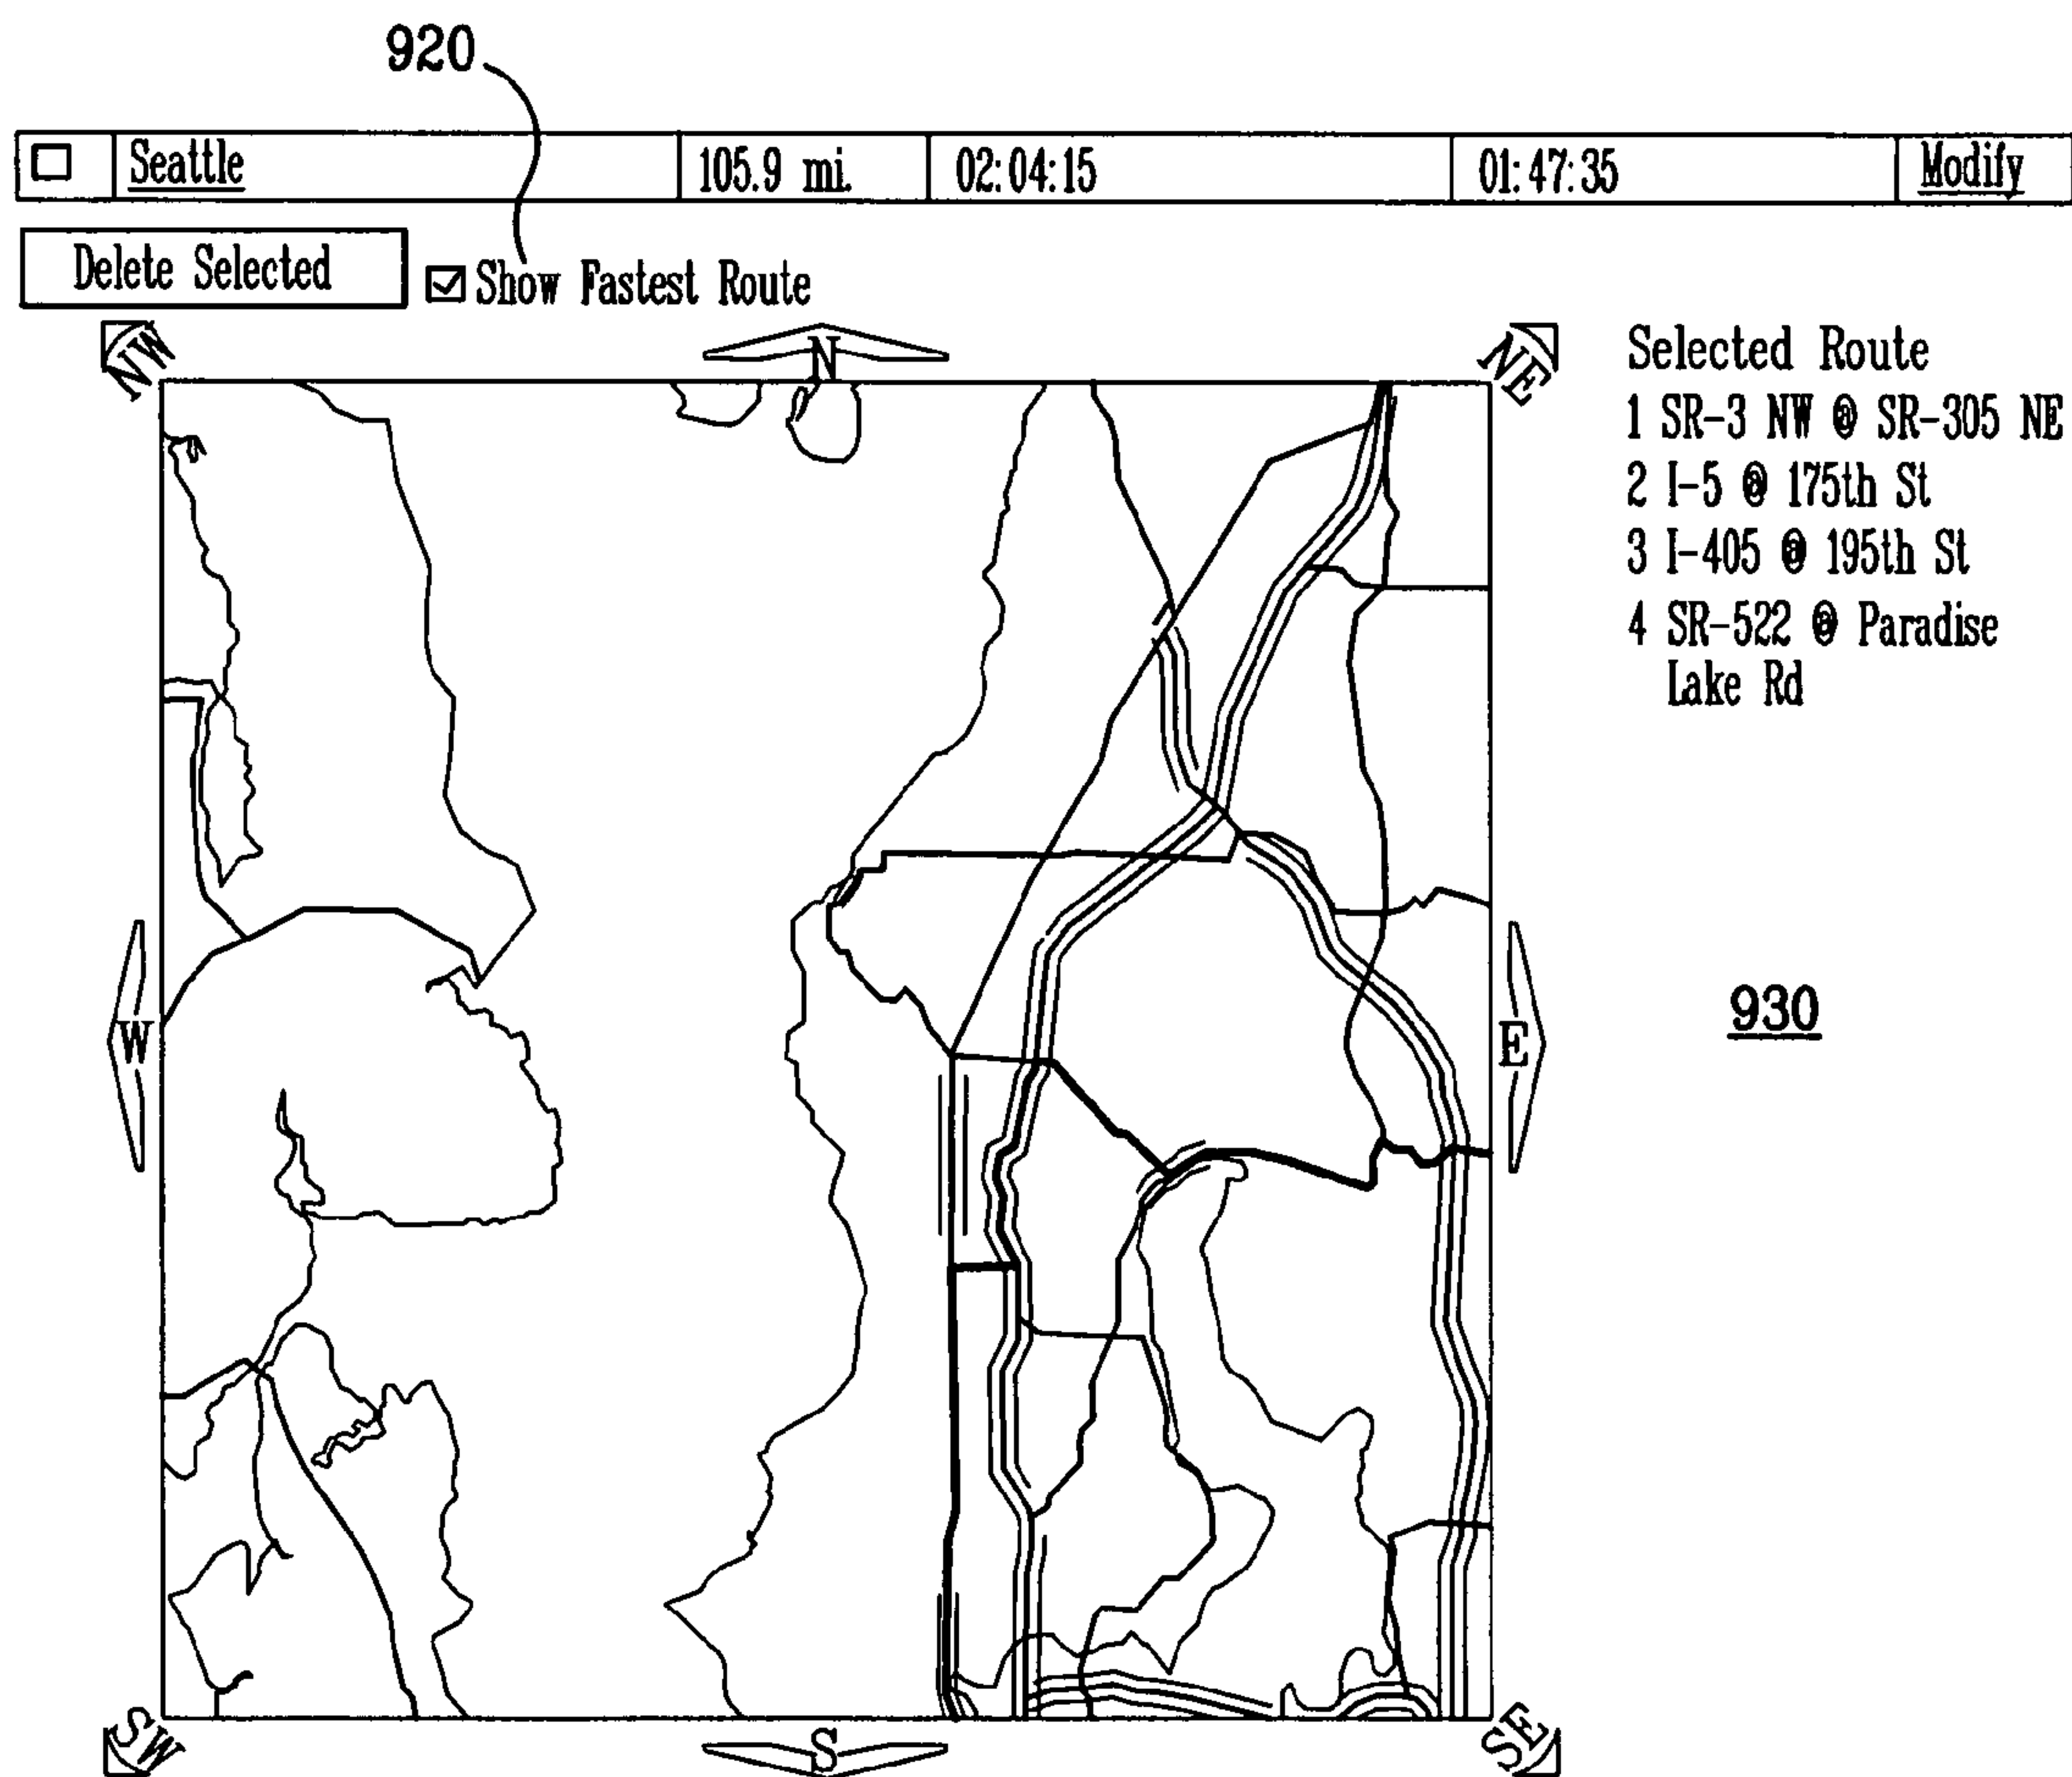 920
Seattle 105.9 mi. 02:04:15 01:47:35 Modify
Delete Selected
Show Fastest Route
NW
N
NE
Selected Route
1 SR-3 NW @ SR-305 NE
2 I-5 @ 175th St
3 I-405 @ 195th St
4 SR-522 @ Paradise
Lake Rd
W
E
930
SW
S
SE